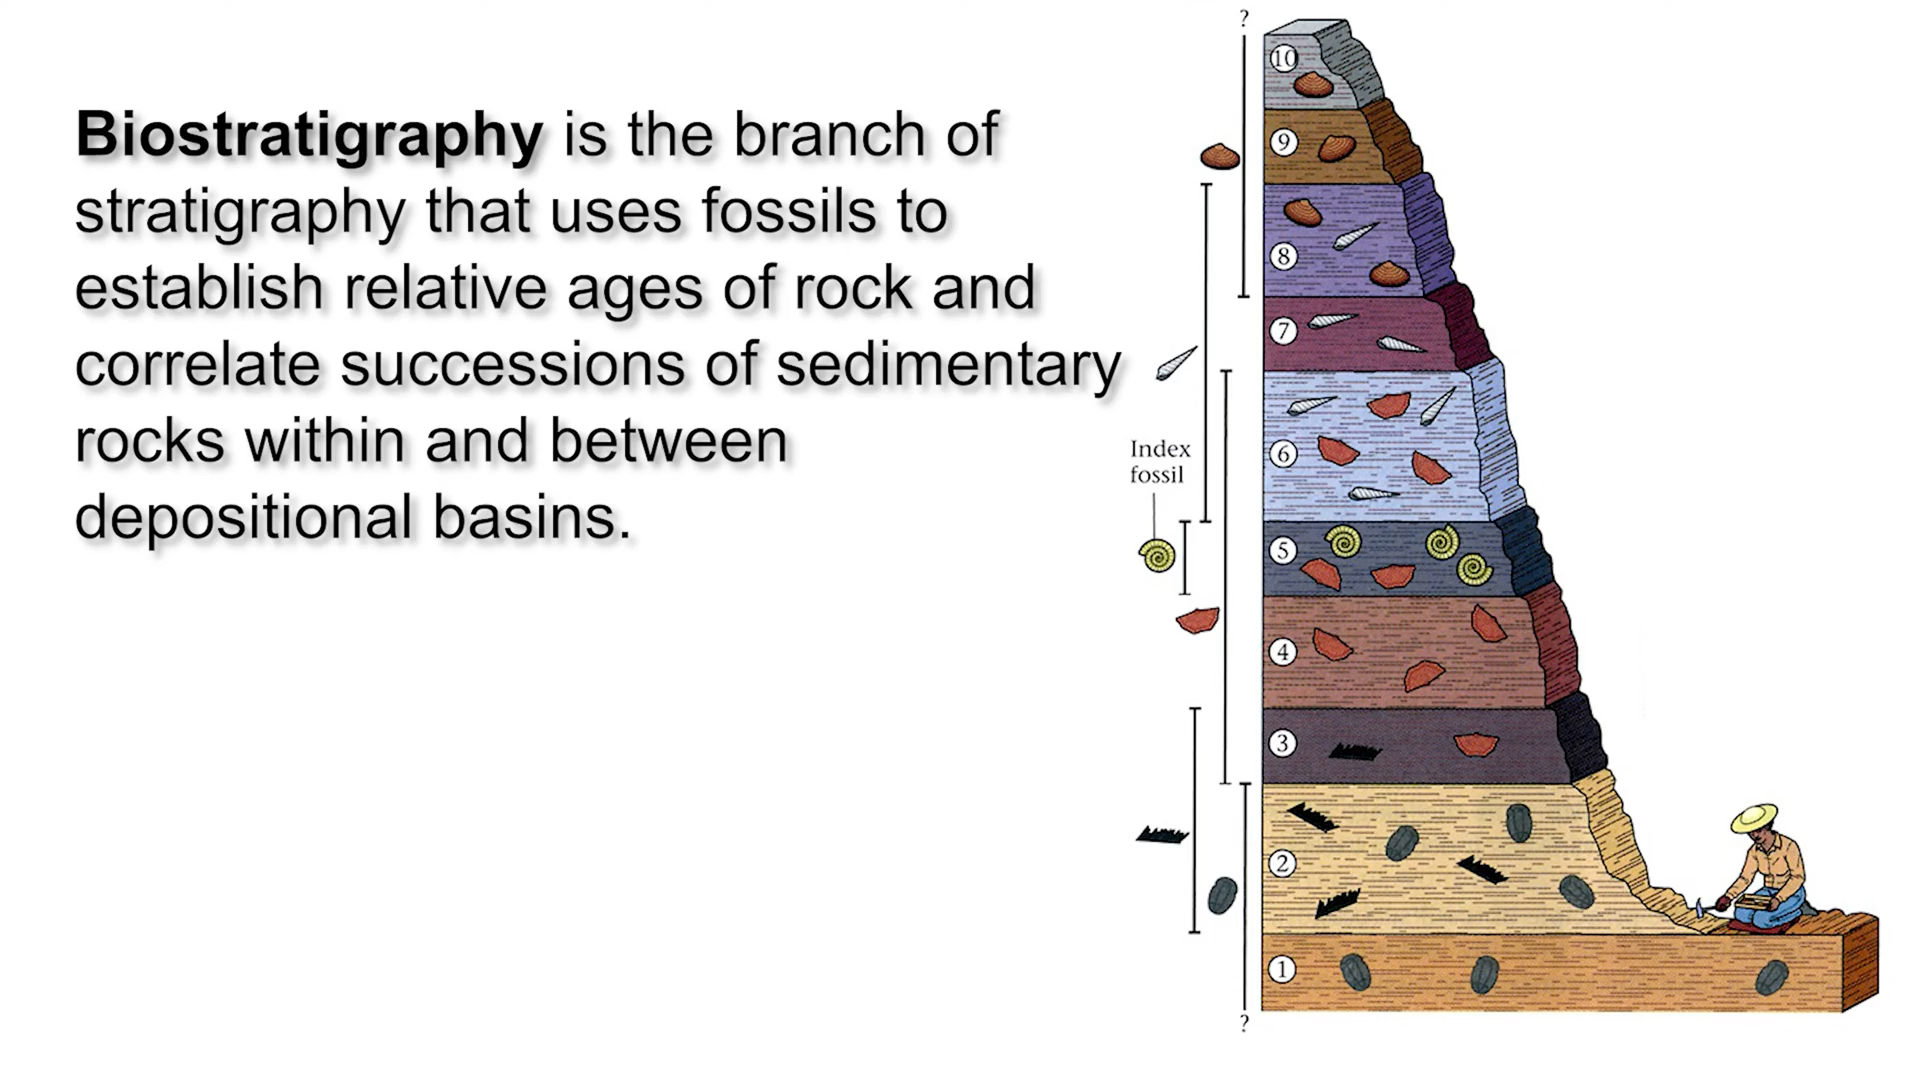 Biostratigraphy is the branch of
stratigraphy that uses fossils to
establish relative ages of rock and
correlate successions of sedimentary
rocks within and between
depositional basins.
?
10
9
8
7
6
Index
fossil
5
4
3
2
1
?